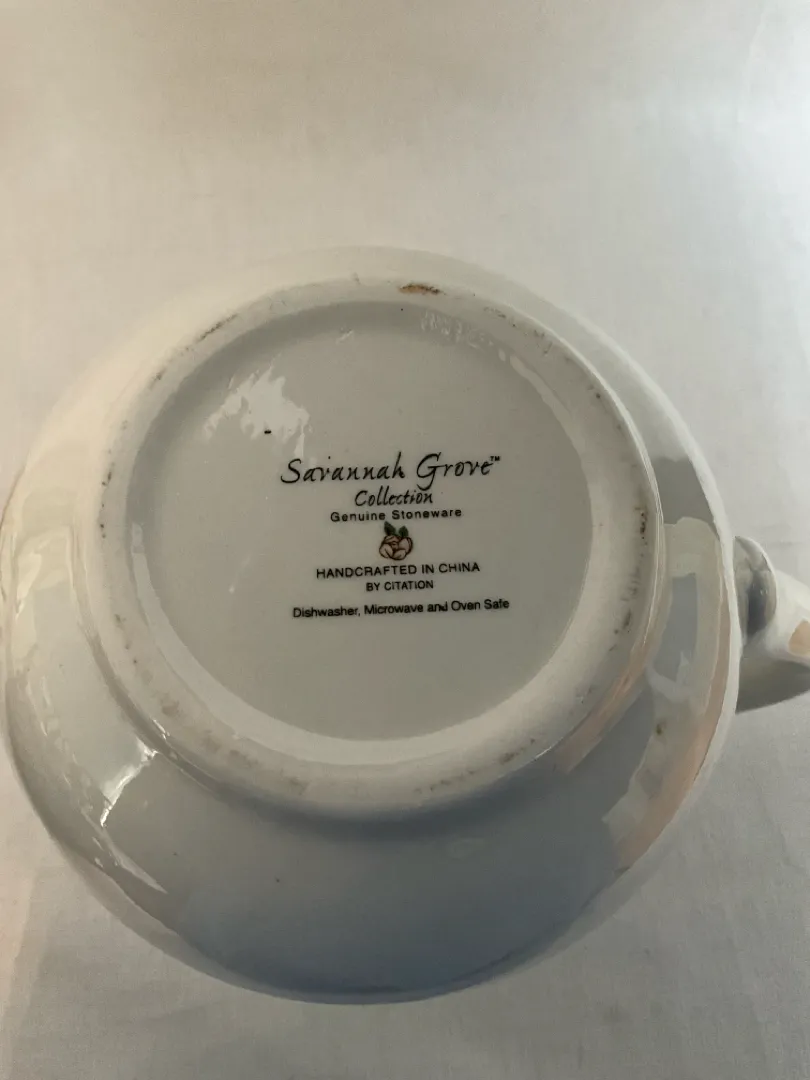 Savannah Grove™
Collection
Genuine Stoneware
HANDCRAFTED IN CHINA
BY CITATION
Dishwasher, Microwave and Oven Safe